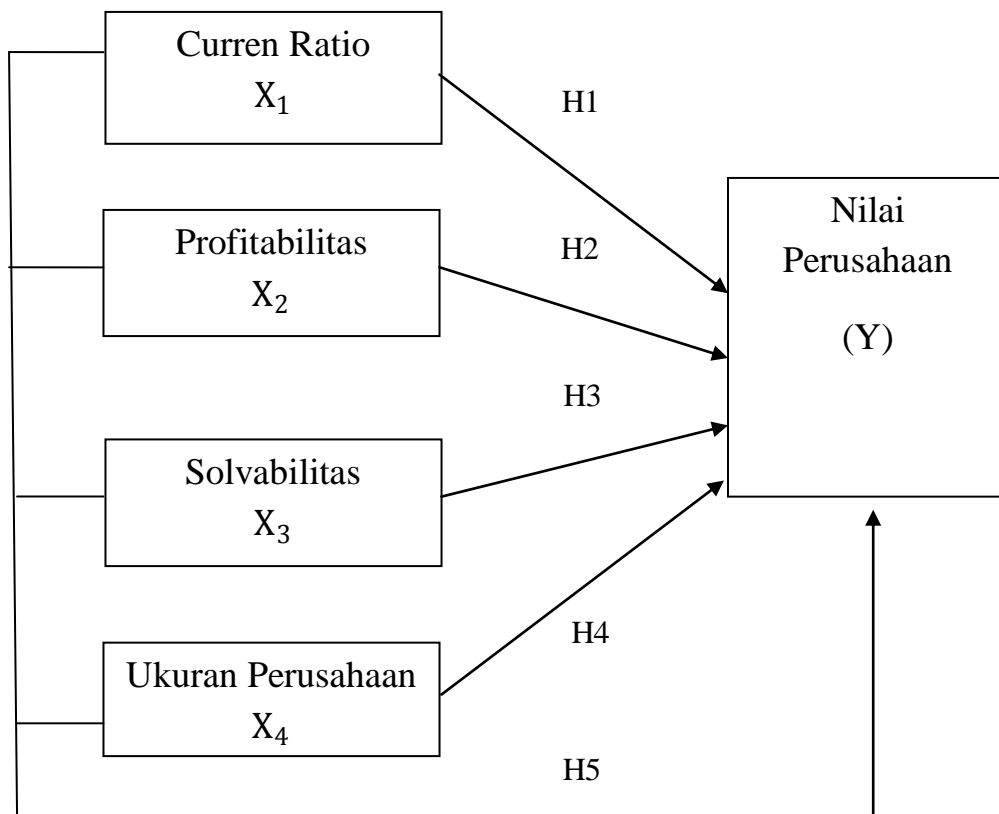 Curren Ratio
X₁
H1
Nilai
Perusahaan
(Y)
Profitabilitas
X₂
H2
H3
Solvabilitas
X₃
H4
Ukuran Perusahaan
X₄
H5